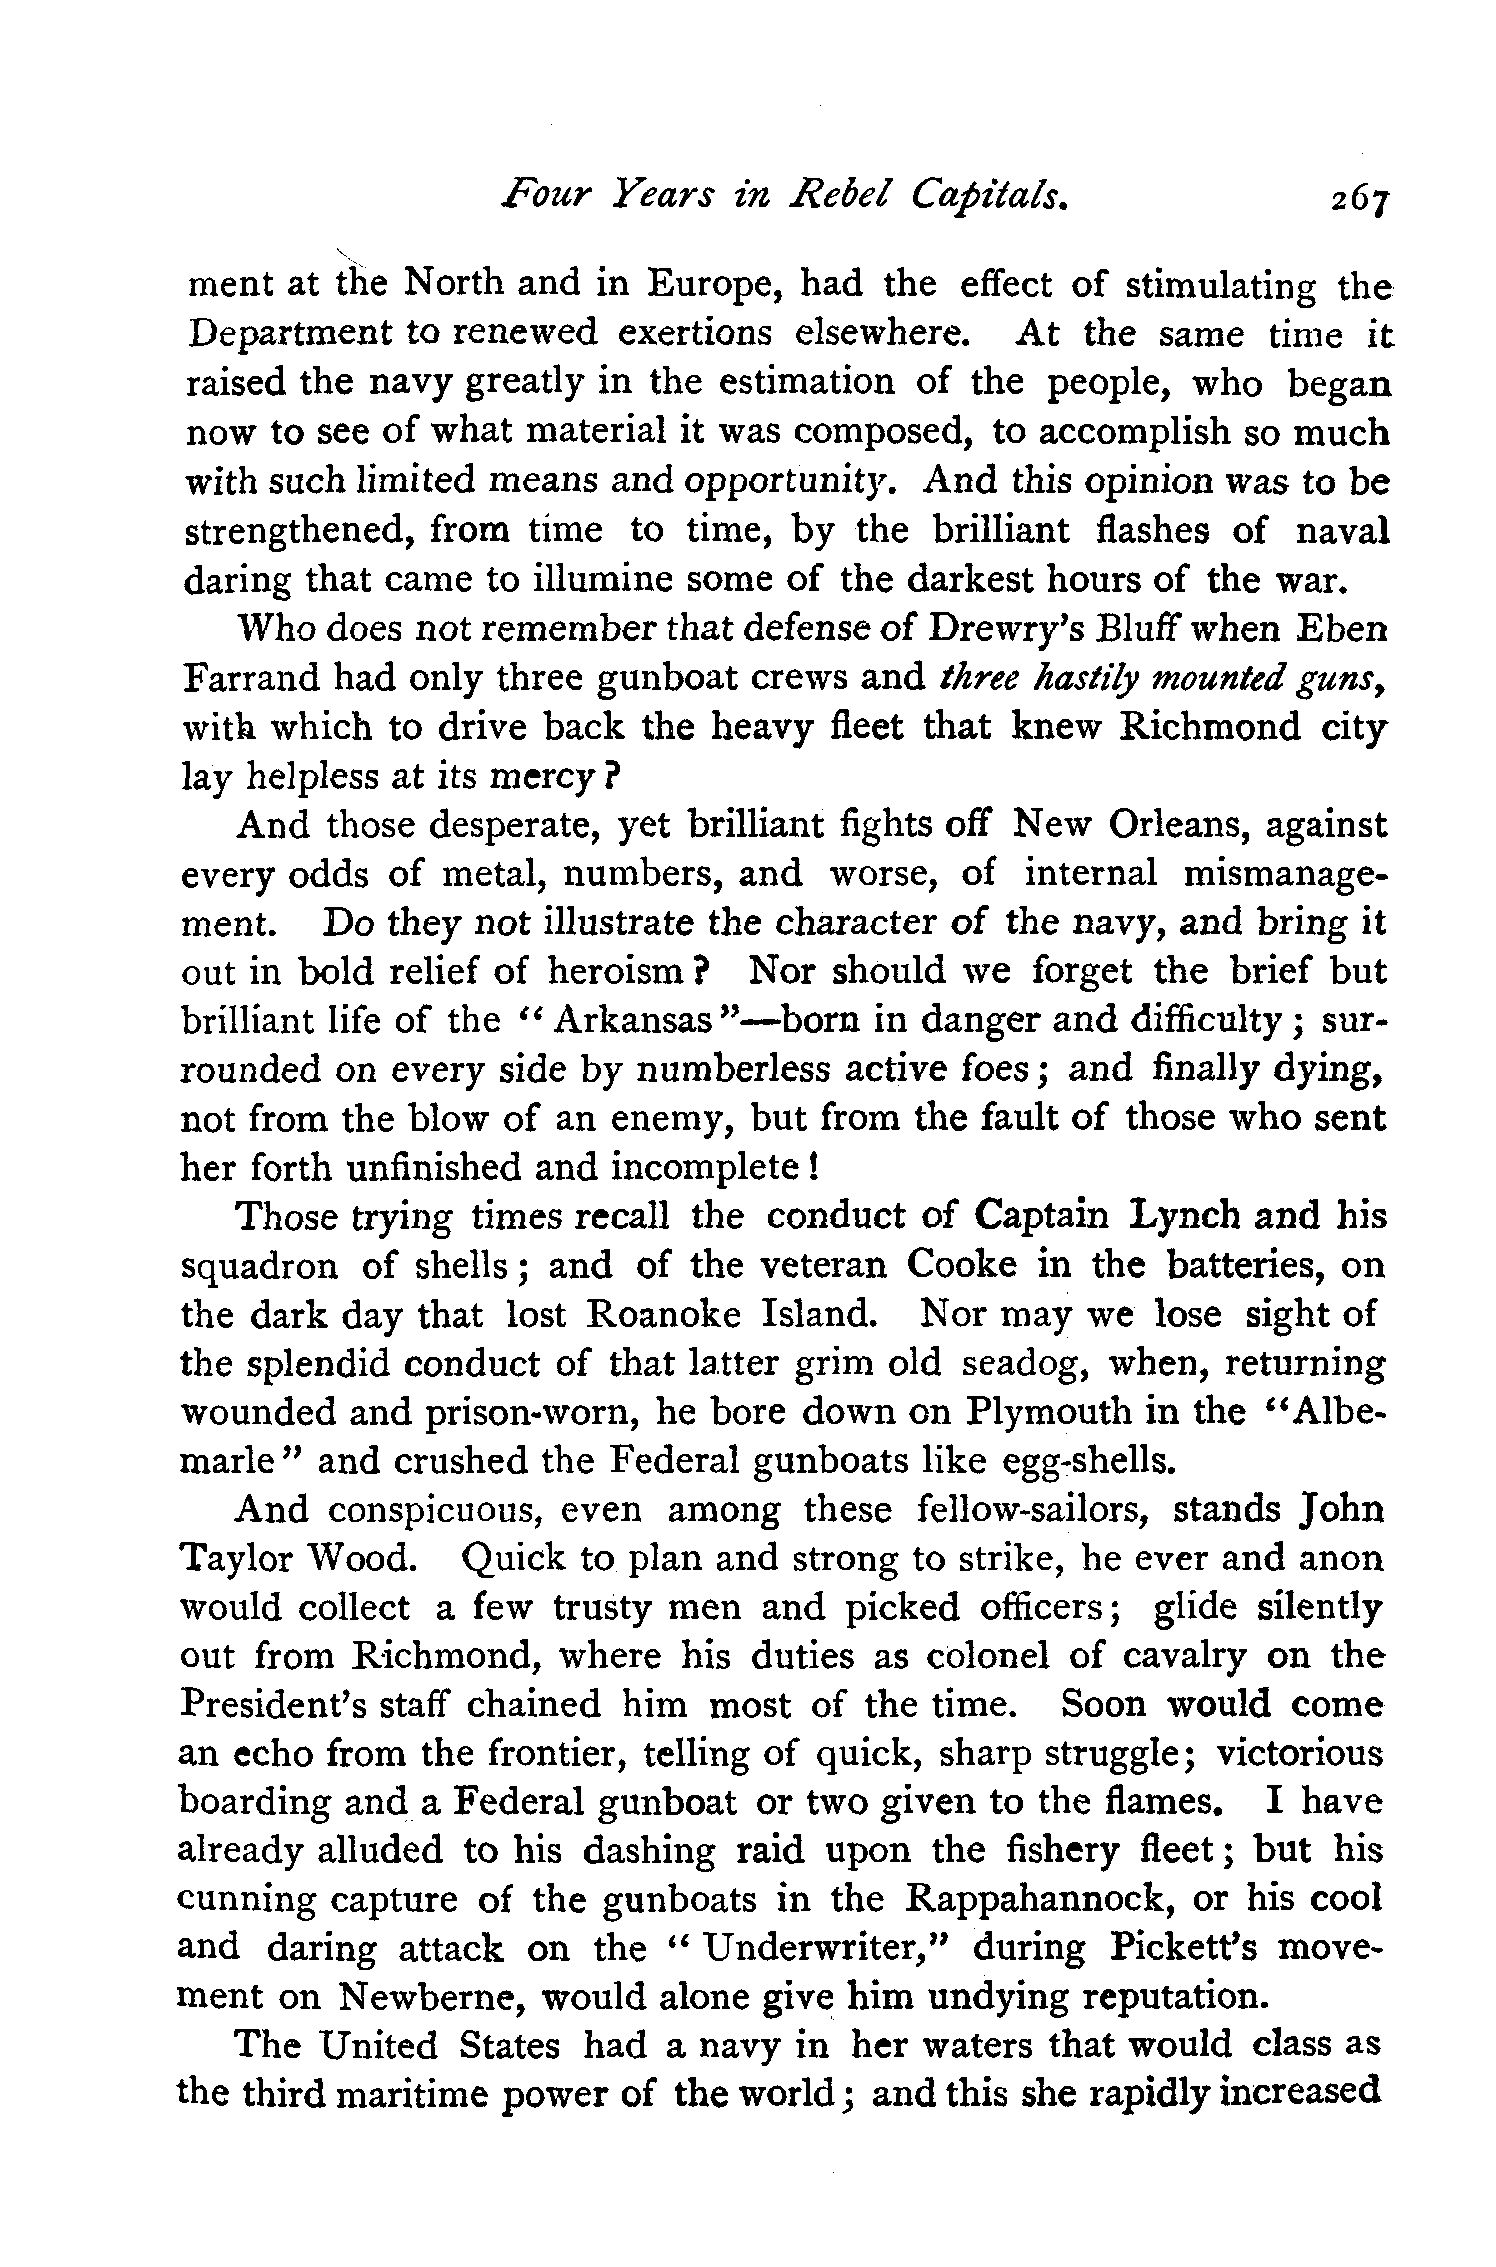 Four Years in Rebel Capitals. 267
ment at the North and in Europe, had the effect of stimulating the
Department to renewed exertions elsewhere. At the same time it
raised the navy greatly in the estimation of the people, who began
now to see of what material it was composed, to accomplish so much
with such limited means and opportunity. And this opinion was to be
strengthened, from time to time, by the brilliant flashes of naval
daring that came to illumine some of the darkest hours of the war.
Who does not remember that defense of Drewry's Bluff when Eben
Farrand had only three gunboat crews and three hastily mounted guns,
with which to drive back the heavy fleet that knew Richmond city
lay helpless at its mercy?
And those desperate, yet brilliant fights off New Orleans, against
every odds of metal, numbers, and worse, of internal mismanage-
ment. Do they not illustrate the character of the navy, and bring it
out in bold relief of heroism? Nor should we forget the brief but
brilliant life of the "Arkansas"—born in danger and difficulty; sur-
rounded on every side by numberless active foes; and finally dying,
not from the blow of an enemy, but from the fault of those who sent
her forth unfinished and incomplete!
Those trying times recall the conduct of Captain Lynch and his
squadron of shells; and of the veteran Cooke in the batteries, on
the dark day that lost Roanoke Island. Nor may we lose sight of
the splendid conduct of that latter grim old seadog, when, returning
wounded and prison-worn, he bore down on Plymouth in the "Albe-
marle" and crushed the Federal gunboats like egg-shells.
And conspicuous, even among these fellow-sailors, stands John
Taylor Wood. Quick to plan and strong to strike, he ever and anon
would collect a few trusty men and picked officers; glide silently
out from Richmond, where his duties as colonel of cavalry on the
President's staff chained him most of the time. Soon would come
an echo from the frontier, telling of quick, sharp struggle; victorious
boarding and a Federal gunboat or two given to the flames. I have
already alluded to his dashing raid upon the fishery fleet; but his
cunning capture of the gunboats in the Rappahannock, or his cool
and daring attack on the "Underwriter," during Pickett's move-
ment on Newberne, would alone give him undying reputation.
The United States had a navy in her waters that would class as
the third maritime power of the world; and this she rapidly increased